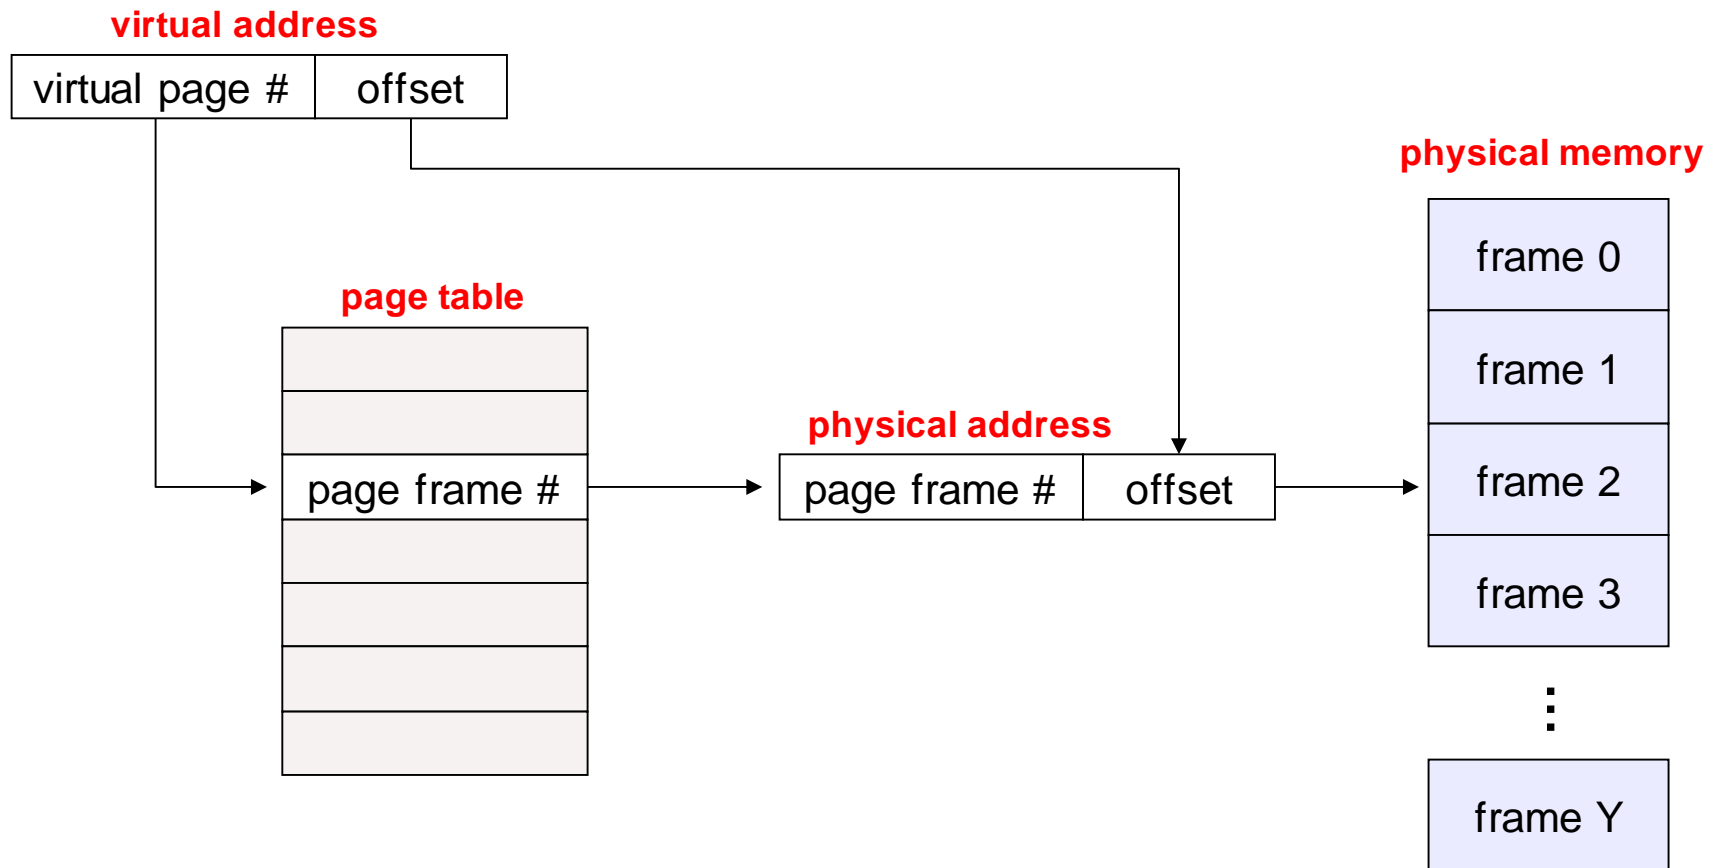 virtual address
virtual page #
offset
physical memory
frame 0
page table
frame 1
physical address
page frame #
page frame #
offset
frame 2
frame 3
frame Y